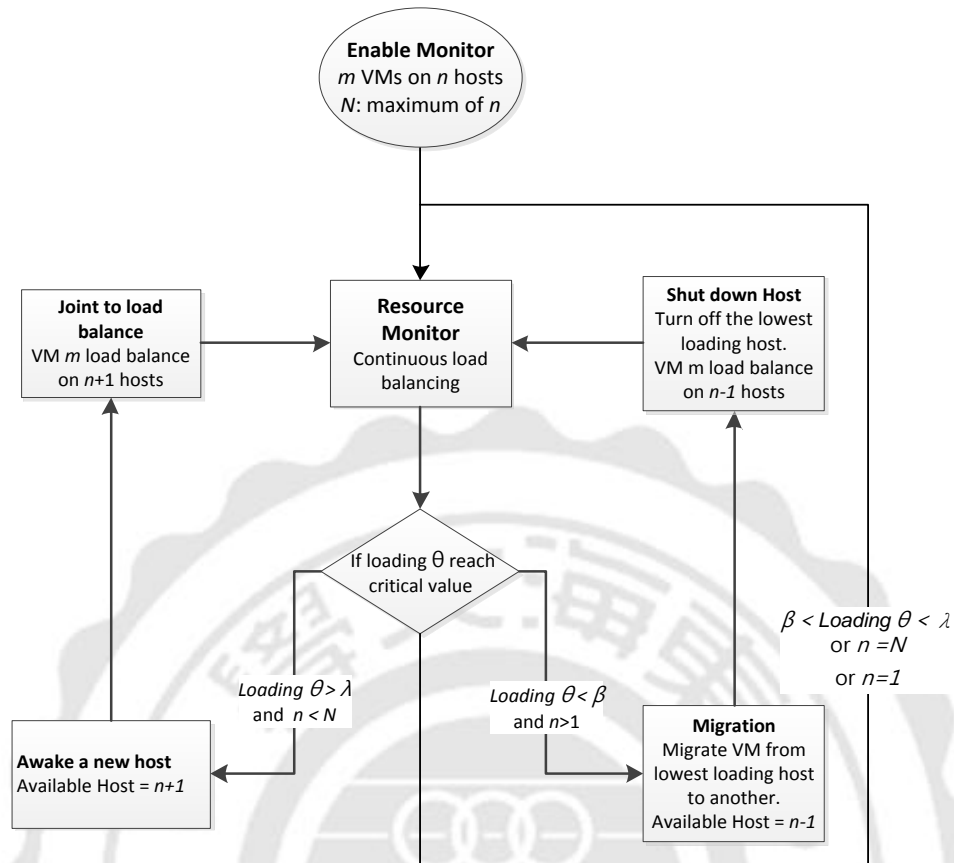 Enable Monitor
m VMs on n hosts
N: maximum of n
Joint to load
balance
VM m load balance
on n+1 hosts
Resource
Monitor
Continuous load
balancing
Shut down Host
Turn off the lowest
loading host.
VM m load balance
on n-1 hosts
If loading θ reach
critical value
β < Loading θ < λ
or n =N
or n=1
Loading θ > λ
and n < N
Loading θ < β
and n>1
Awake a new host
Available Host = n+1
Migration
Migrate VM from
lowest loading host
to another.
Available Host = n-1